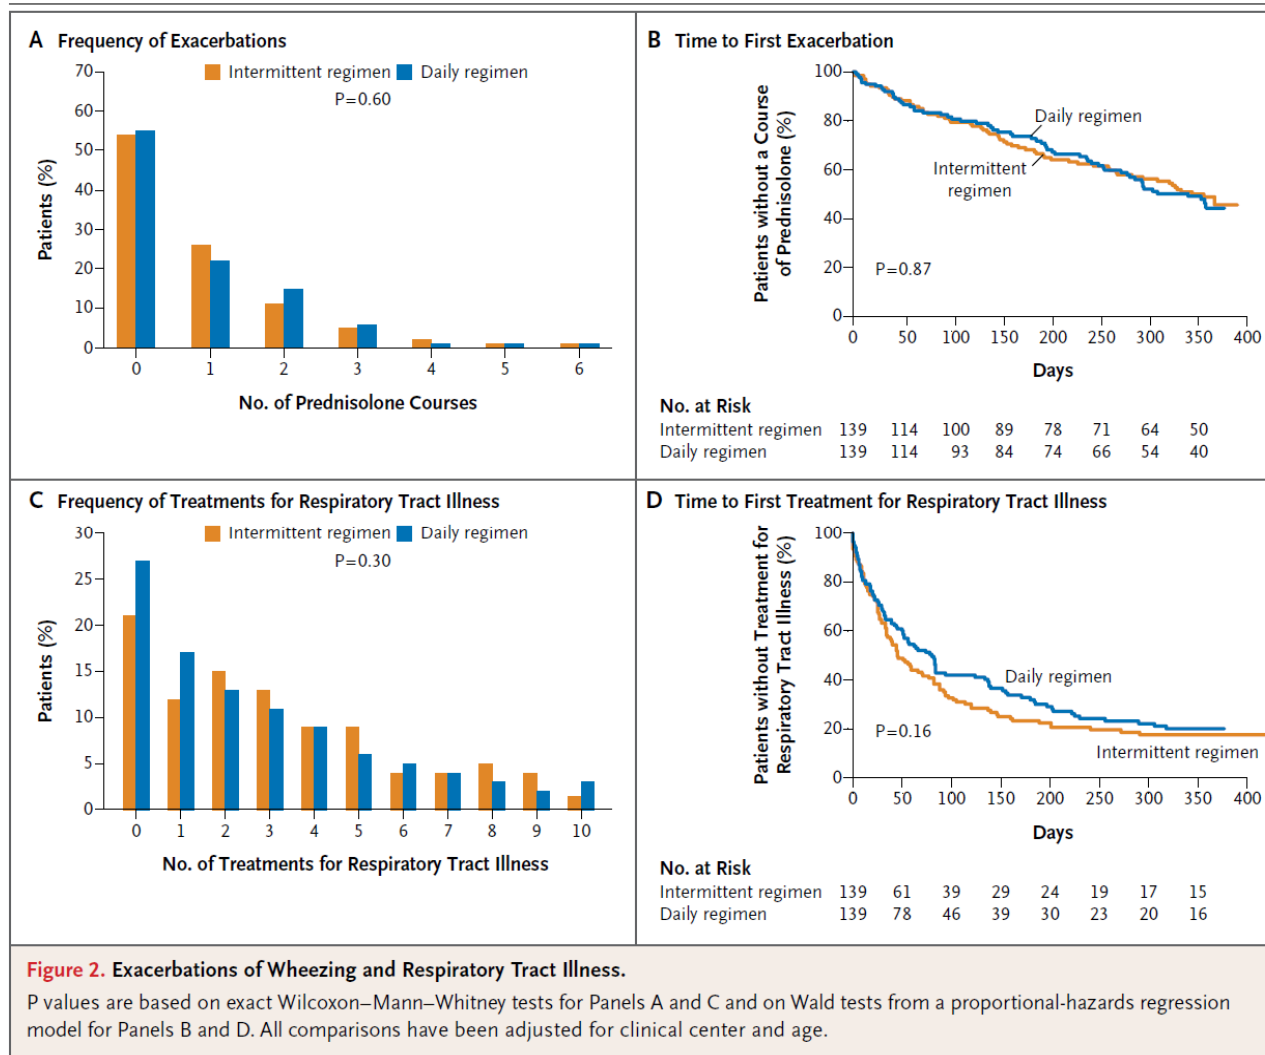 A Frequency of Exacerbations
Intermittent regimen Daily regimen
P=0.60
Patients (%)
70
60
50
40
30
20
10
0
0 1 2 3 4 5 6
No. of Prednisolone Courses
B Time to First Exacerbation
Patients without a Course
of Prednisolone (%)
100
80
60
40
20
0
Daily regimen
Intermittent
regimen
P=0.87
0 50 100 150 200 250 300 350 400
Days
No. at Risk
Intermittent regimen 139 114 100 89 78 71 64 50
Daily regimen 139 114 93 84 74 66 54 40
C Frequency of Treatments for Respiratory Tract Illness
Intermittent regimen Daily regimen
P=0.30
Patients (%)
30
25
20
15
10
5
0
0 1 2 3 4 5 6 7 8 9 10
No. of Treatments for Respiratory Tract Illness
D Time to First Treatment for Respiratory Tract Illness
Patients without Treatment for
Respiratory Tract Illness (%)
100
80
60
40
20
0
Daily regimen
P=0.16
Intermittent regimen
0 50 100 150 200 250 300 350 400
Days
No. at Risk
Intermittent regimen 139 61 39 29 24 19 17 15
Daily regimen 139 78 46 39 30 23 20 16
Figure 2. Exacerbations of Wheezing and Respiratory Tract Illness.
P values are based on exact Wilcoxon–Mann–Whitney tests for Panels A and C and on Wald tests from a proportional-hazards regression
model for Panels B and D. All comparisons have been adjusted for clinical center and age.